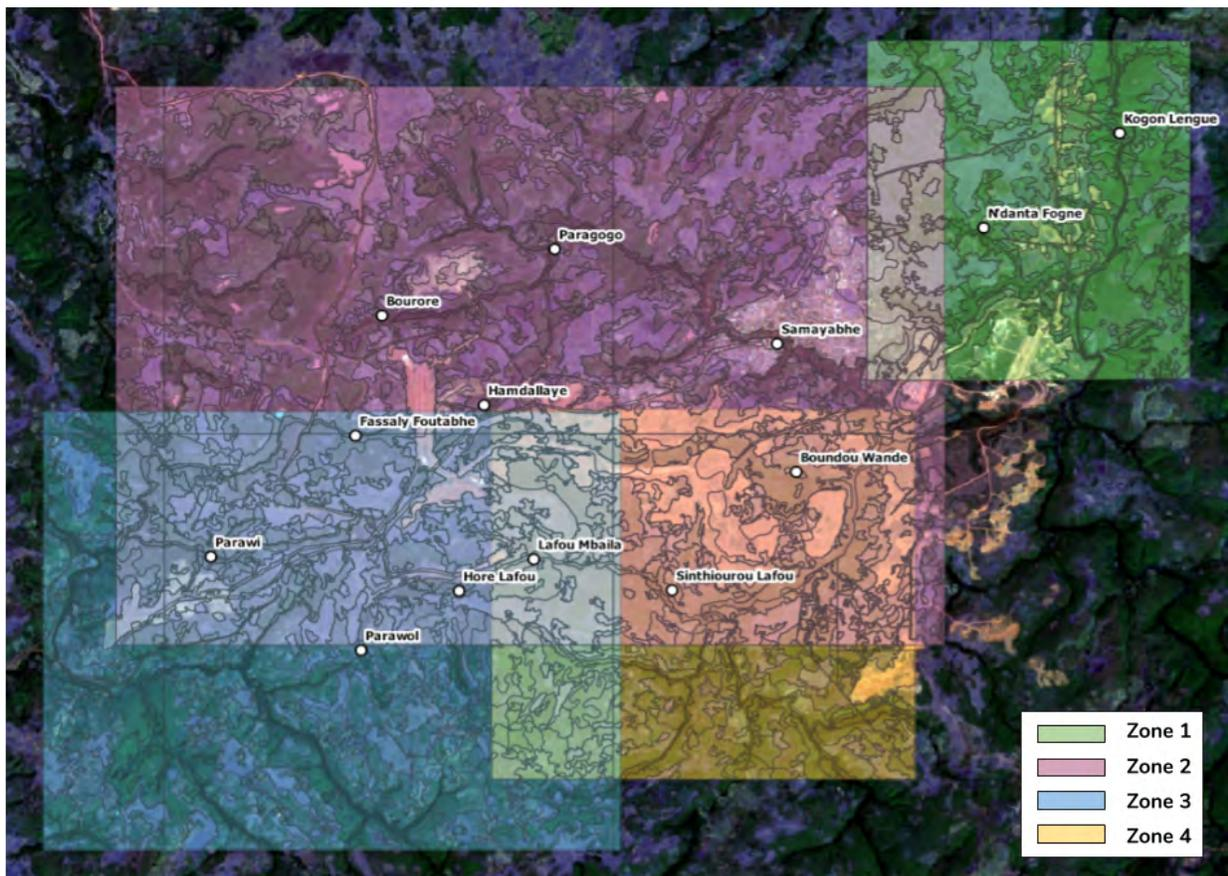 Kogon Lengue
N'danta Fogne
Paragogo
Bourore
Samayabhe
Hamdallaye
Fassaly Foutabhe
Boundou Wande
Parawi
Lafou Mbaila
Hore Lafou
Sinthiourou Lafou
Parawol
Zone 1
Zone 2
Zone 3
Zone 4